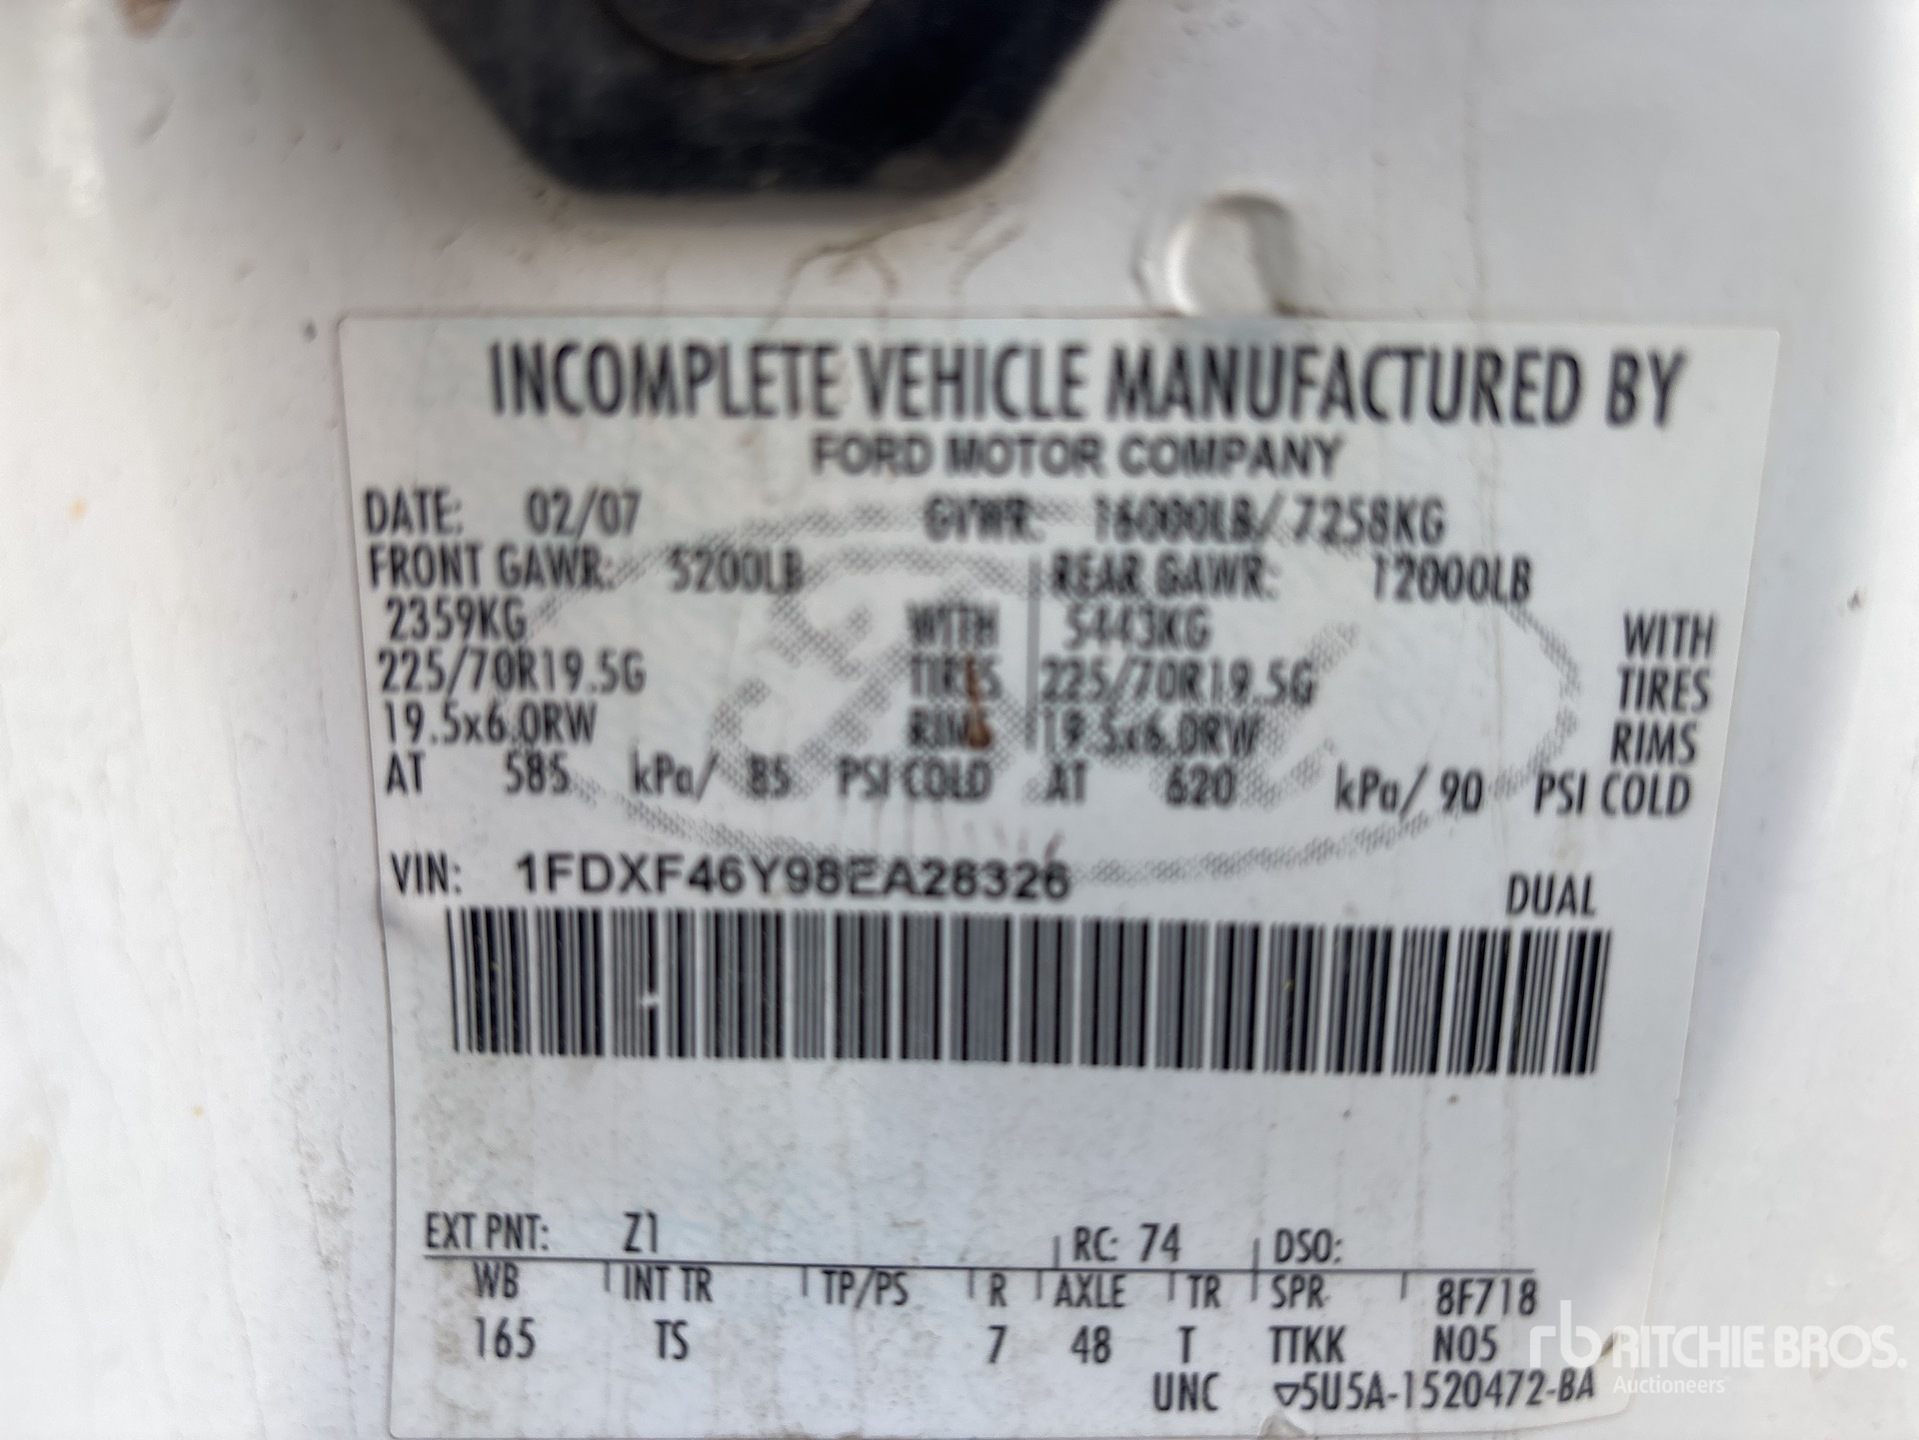 INCOMPLETE VEHICLE MANUFACTURED BY
FORD MOTOR COMPANY
DATE: 02/07 GVWR: 16000LB/ 7258KG
FRONT GAWR: 5200LB REAR GAWR: 12000LB
2359KG WITH 5443KG WITH
225/70R19.5G TIRES 225/70R19.5G TIRES
19.5x6.0RW RIMS 19.5x6.0RW RIMS
AT 585 kPa/ 85 PSI COLD AT 620 kPa/ 90 PSI COLD
VIN: 1FDXF46Y98EA28326
DUAL
EXT PNT: Z1 RC: 74 DSO:
WB INT TR TP/PS R AXLE TR SPR 8F718
165 TS 7 48 T TTKK N05
UNC ▽5U5A-1520472-BA
rb RITCHIE BROS.
Auctioneers